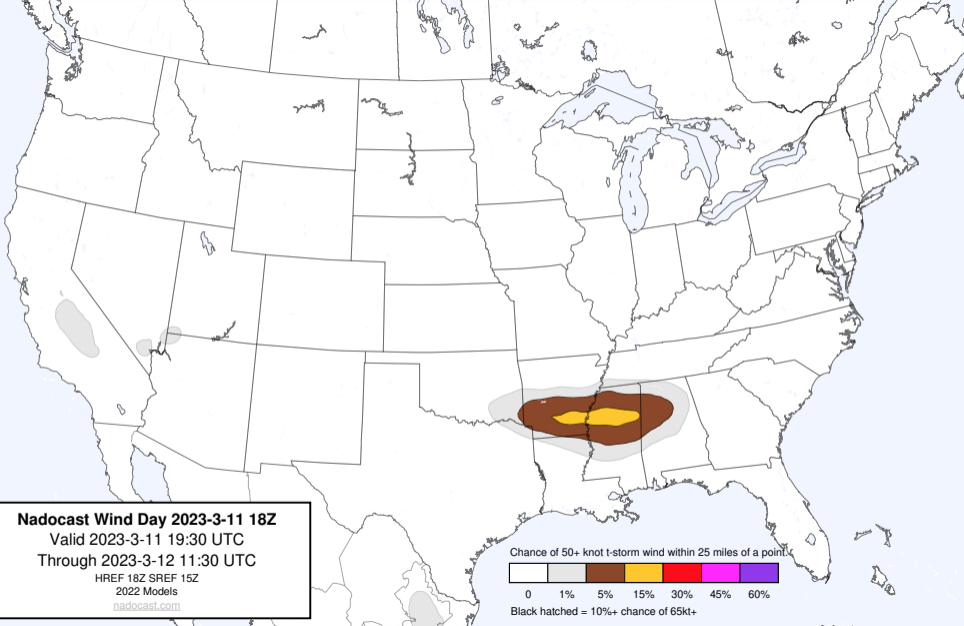 Nadocast Wind Day 2023-3-11 18Z
Valid 2023-3-11 19:30 UTC
Through 2023-3-12 11:30 UTC
HREF 18Z SREF 15Z
2022 Models
nadocast.com
Chance of 50+ knot t-storm wind within 25 miles of a point.
0 1% 5% 15% 30% 45% 60%
Black hatched = 10%+ chance of 65kt+